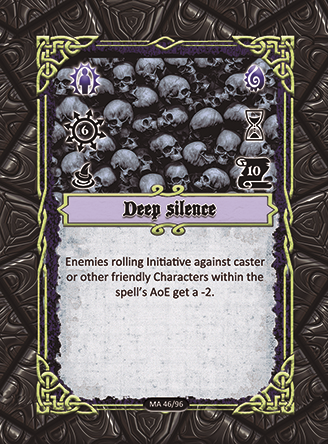 10
Deep silence
Enemies rolling Initiative against caster
or other friendly Characters within the
spell's AoE get a -2.
MA 46/96